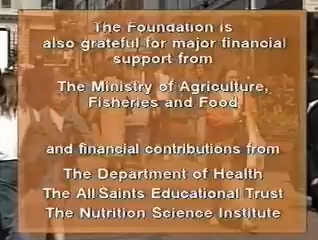 The Foundation is
also grateful for major financial
support from
The Ministry of Agriculture,
Fisheries and Food
and financial contributions from
The Department of Health
The All Saints Educational Trust
The Nutrition Science Institute